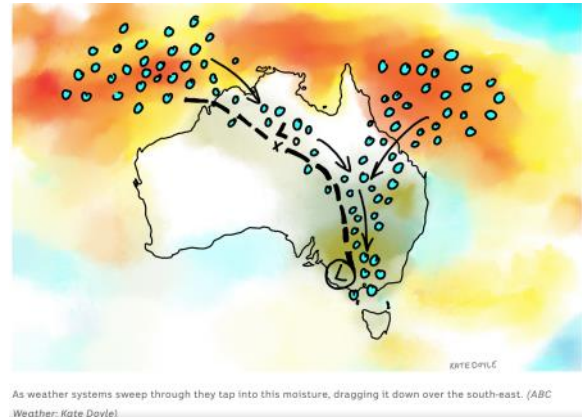 L
x
L
KATE DOYLE
As weather systems sweep through they tap into this moisture, dragging it down over the south-east. (ABC
Weather: Kate Doyle)